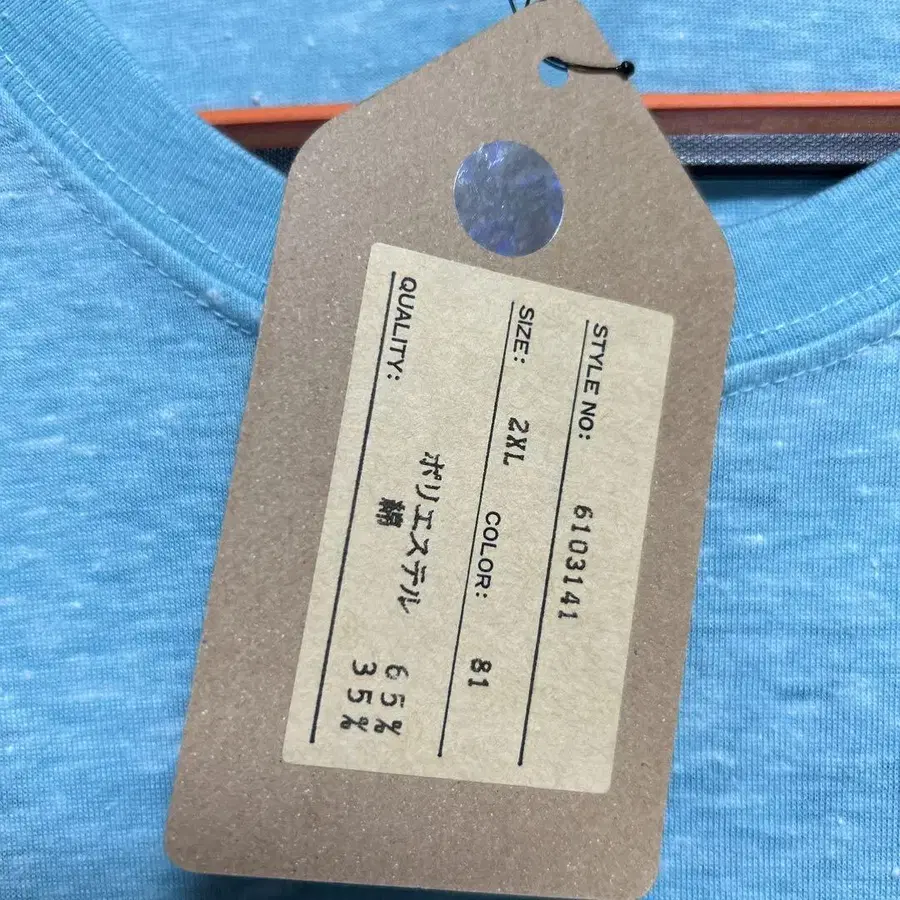 STYLE NO: 6103141
SIZE: 2XL COLOR: 81
QUALITY:
ポリエステル 65%
綿 35%